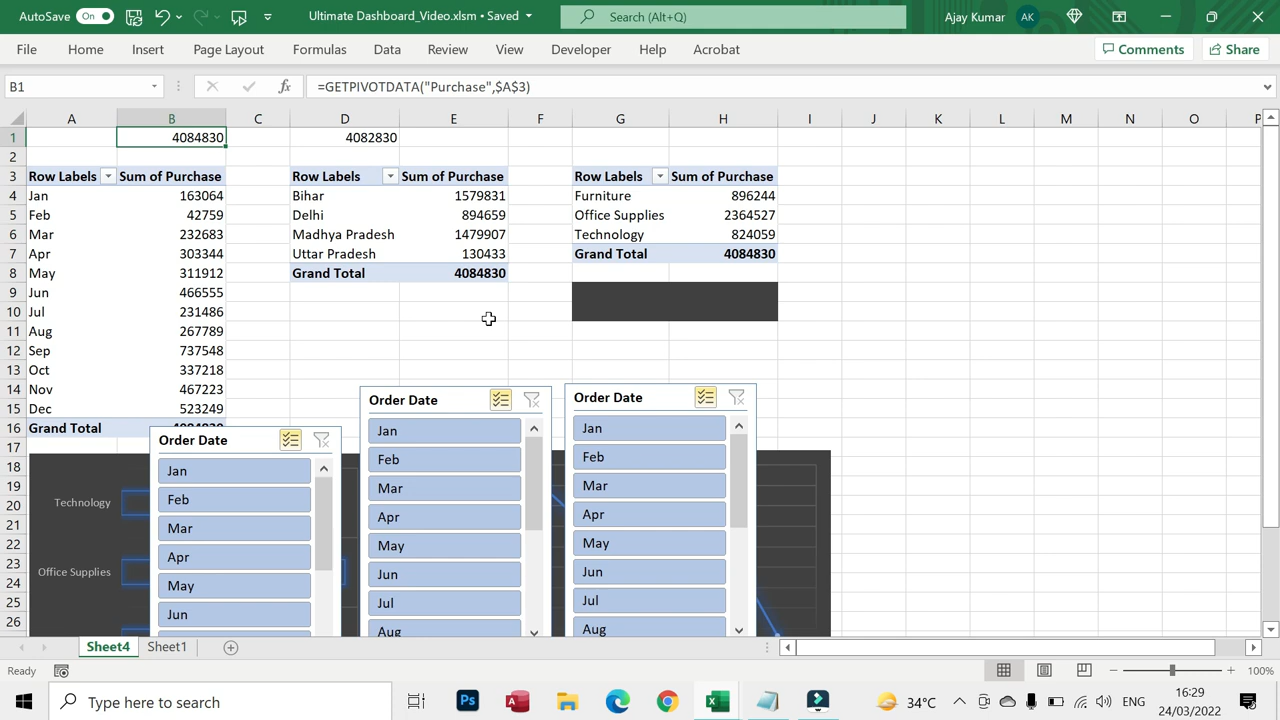 AutoSave On Ultimate Dashboard_Video.xlsm • Saved Search (Alt+Q) Ajay Kumar AK
File Home Insert Page Layout Formulas Data Review View Developer Help Acrobat Comments Share
B1 fx =GETPIVOTDATA("Purchase",$A$3)
A B C D E F G H I J K L M N O P
1 4084830 4082830
2
3 Row Labels Sum of Purchase Row Labels Sum of Purchase Row Labels Sum of Purchase
4 Jan 163064 Bihar 1579831 Furniture 896244
5 Feb 42759 Delhi 894659 Office Supplies 2364527
6 Mar 232683 Madhya Pradesh 1479907 Technology 824059
7 Apr 303344 Uttar Pradesh 130433 Grand Total 4084830
8 May 311912 Grand Total 4084830
9 Jun 466555
10 Jul 231486
11 Aug 267789
12 Sep 737548
13 Oct 337218
14 Nov 467223
15 Dec 523249
16 Grand Total
17
18
19
20
21
22
23
24
25
26
Technology
Office Supplies
Order Date
Jan
Feb
Mar
Apr
May
Jun
Order Date
Jan
Feb
Mar
Apr
May
Jun
Jul
Aug
Order Date
Jan
Feb
Mar
Apr
May
Jun
Jul
Aug
Sheet4 Sheet1
Ready 100%
Type here to search Ps 34°C ENG 16:29
24/03/2022